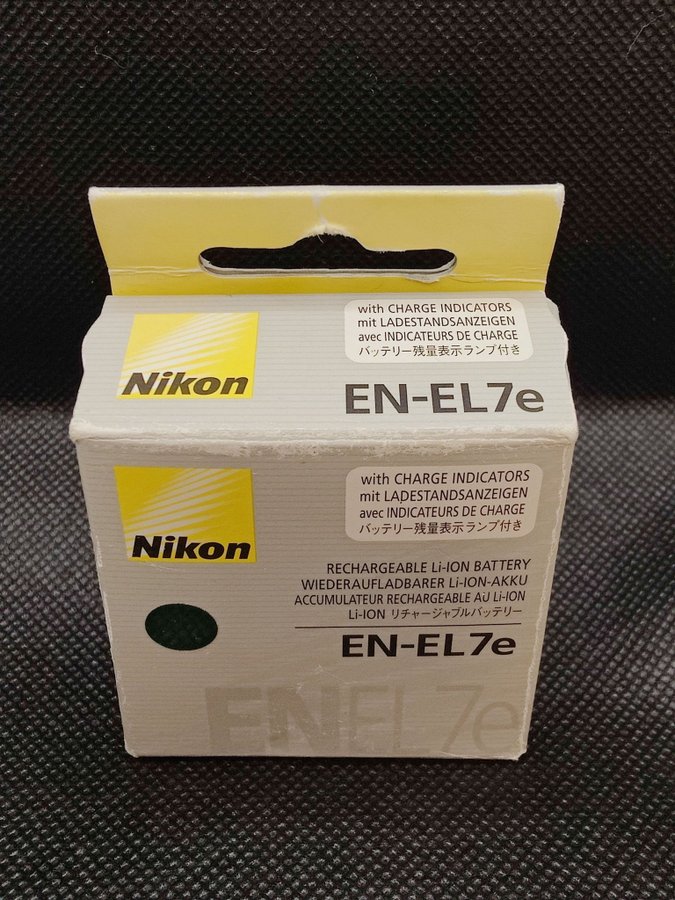 with CHARGE INDICATORS
mit LADESTANDSANZEIGEN
avec INDICATEURS DE CHARGE
バッテリー残量表示ランプ付き
Nikon
EN-EL7e
with CHARGE INDICATORS
mit LADESTANDSANZEIGEN
avec INDICATEURS DE CHARGE
バッテリー残量表示ランプ付き
Nikon
RECHARGEABLE Li-ION BATTERY
WIEDERAUFLADBARER Li-ION-AKKU
ACCUMULATEUR RECHARGEABLE AU Li-ION
Li-ION リチャージャブルバッテリー
EN-EL7e
ENEL7e